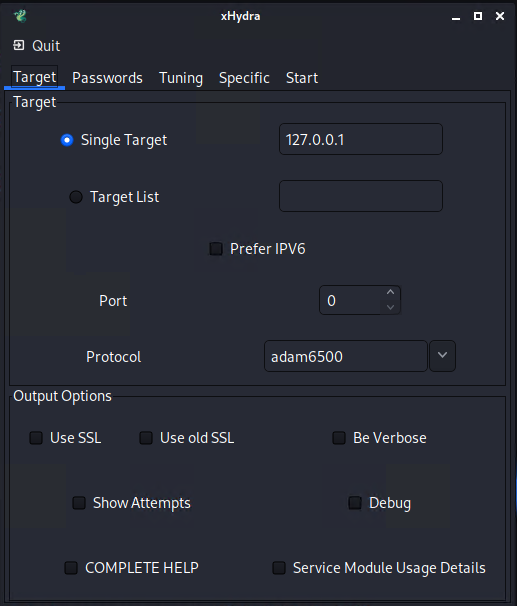 xHydra
Quit
Target Passwords Tuning Specific Start
Target
Single Target 127.0.0.1
Target List
Prefer IPV6
Port 0
Protocol adam6500
Output Options
Use SSL Use old SSL Be Verbose
Show Attempts Debug
COMPLETE HELP Service Module Usage Details